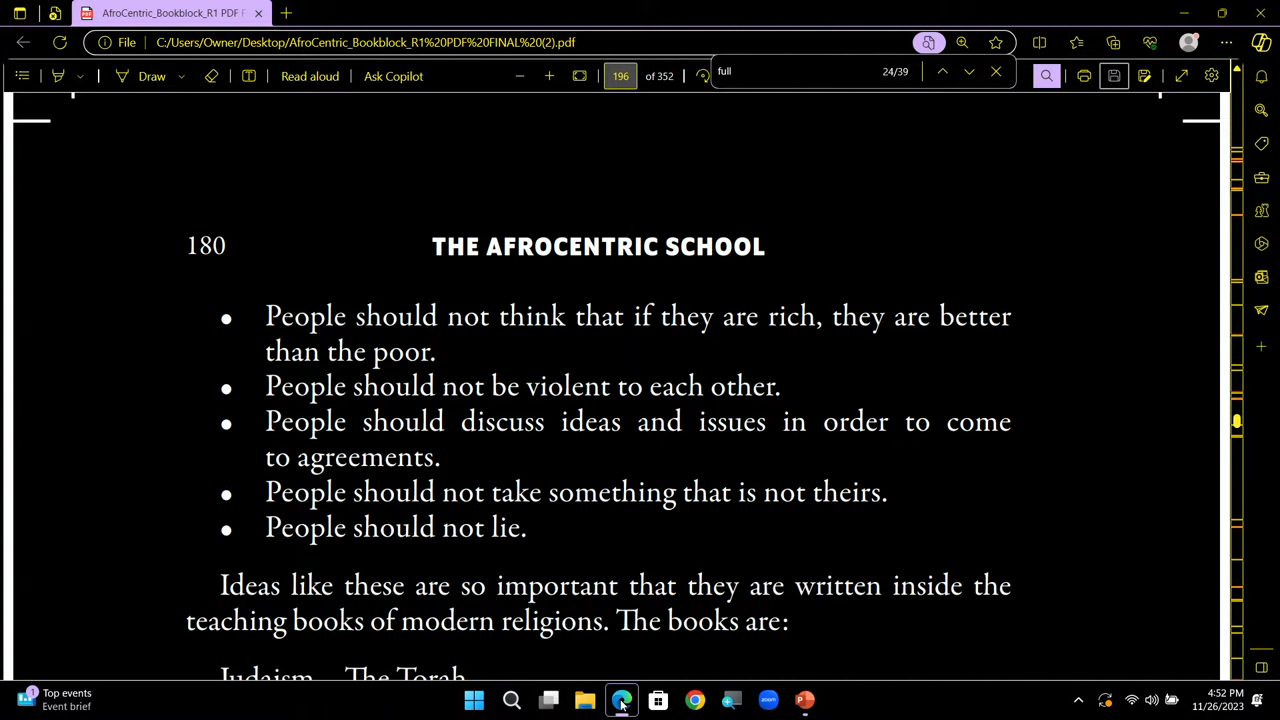 AfroCentric_Bookblock_R1 PDF F
File C:/Users/Owner/Desktop/AfroCentric_Bookblock_R1%20PDF%20FINAL%20(2).pdf
Draw Read aloud Ask Copilot 196 of 352 full 24/39
180 THE AFROCENTRIC SCHOOL
• People should not think that if they are rich, they are better
than the poor.
• People should not be violent to each other.
• People should discuss ideas and issues in order to come
to agreements.
• People should not take something that is not theirs.
• People should not lie.
Ideas like these are so important that they are written inside the
teaching books of modern religions. The books are:
Judaism The Torah
1 Top events
Event brief
zoom
4:52 PM
11/26/2023